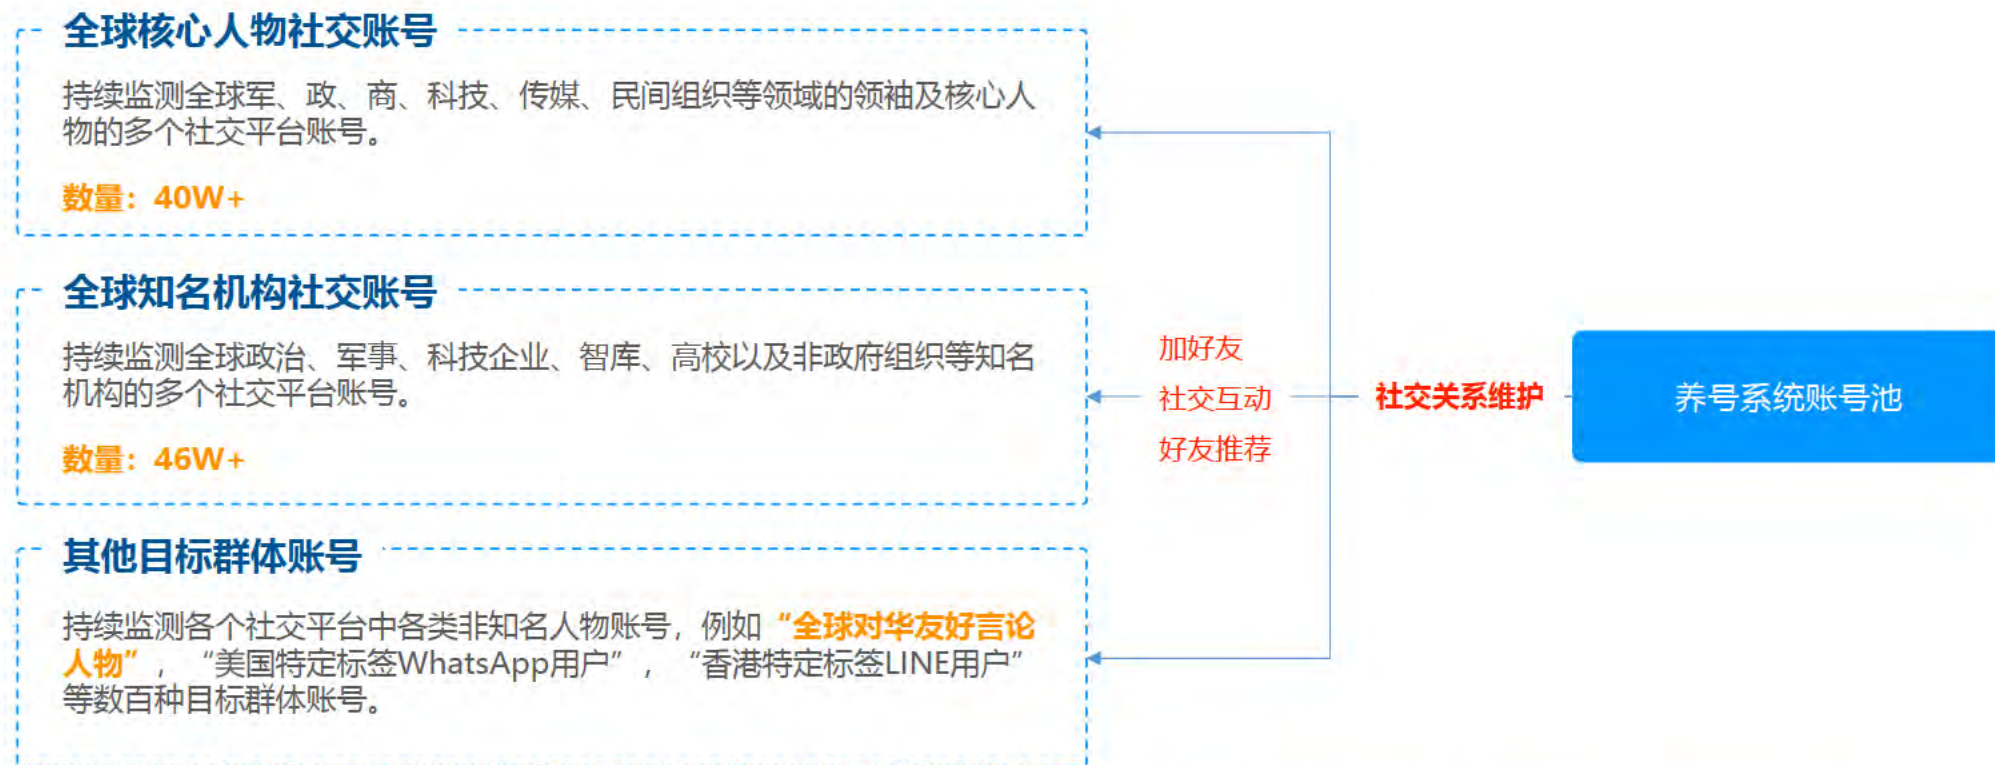 全球核心人物社交账号
持续监测全球军、政、商、科技、传媒、民间组织等领域的领袖及核心人
物的多个社交平台账号。
数量：40W+
全球知名机构社交账号
持续监测全球政治、军事、科技企业、智库、高校以及非政府组织等知名
机构的多个社交平台账号。
数量：46W+
其他目标群体账号
持续监测各个社交平台中各类非知名人物账号，例如“全球对华友好言论
人物”，“美国特定标签WhatsApp用户”，“香港特定标签LINE用户”
等数百种目标群体账号。
加好友
社交互动
好友推荐
社交关系维护
养号系统账号池